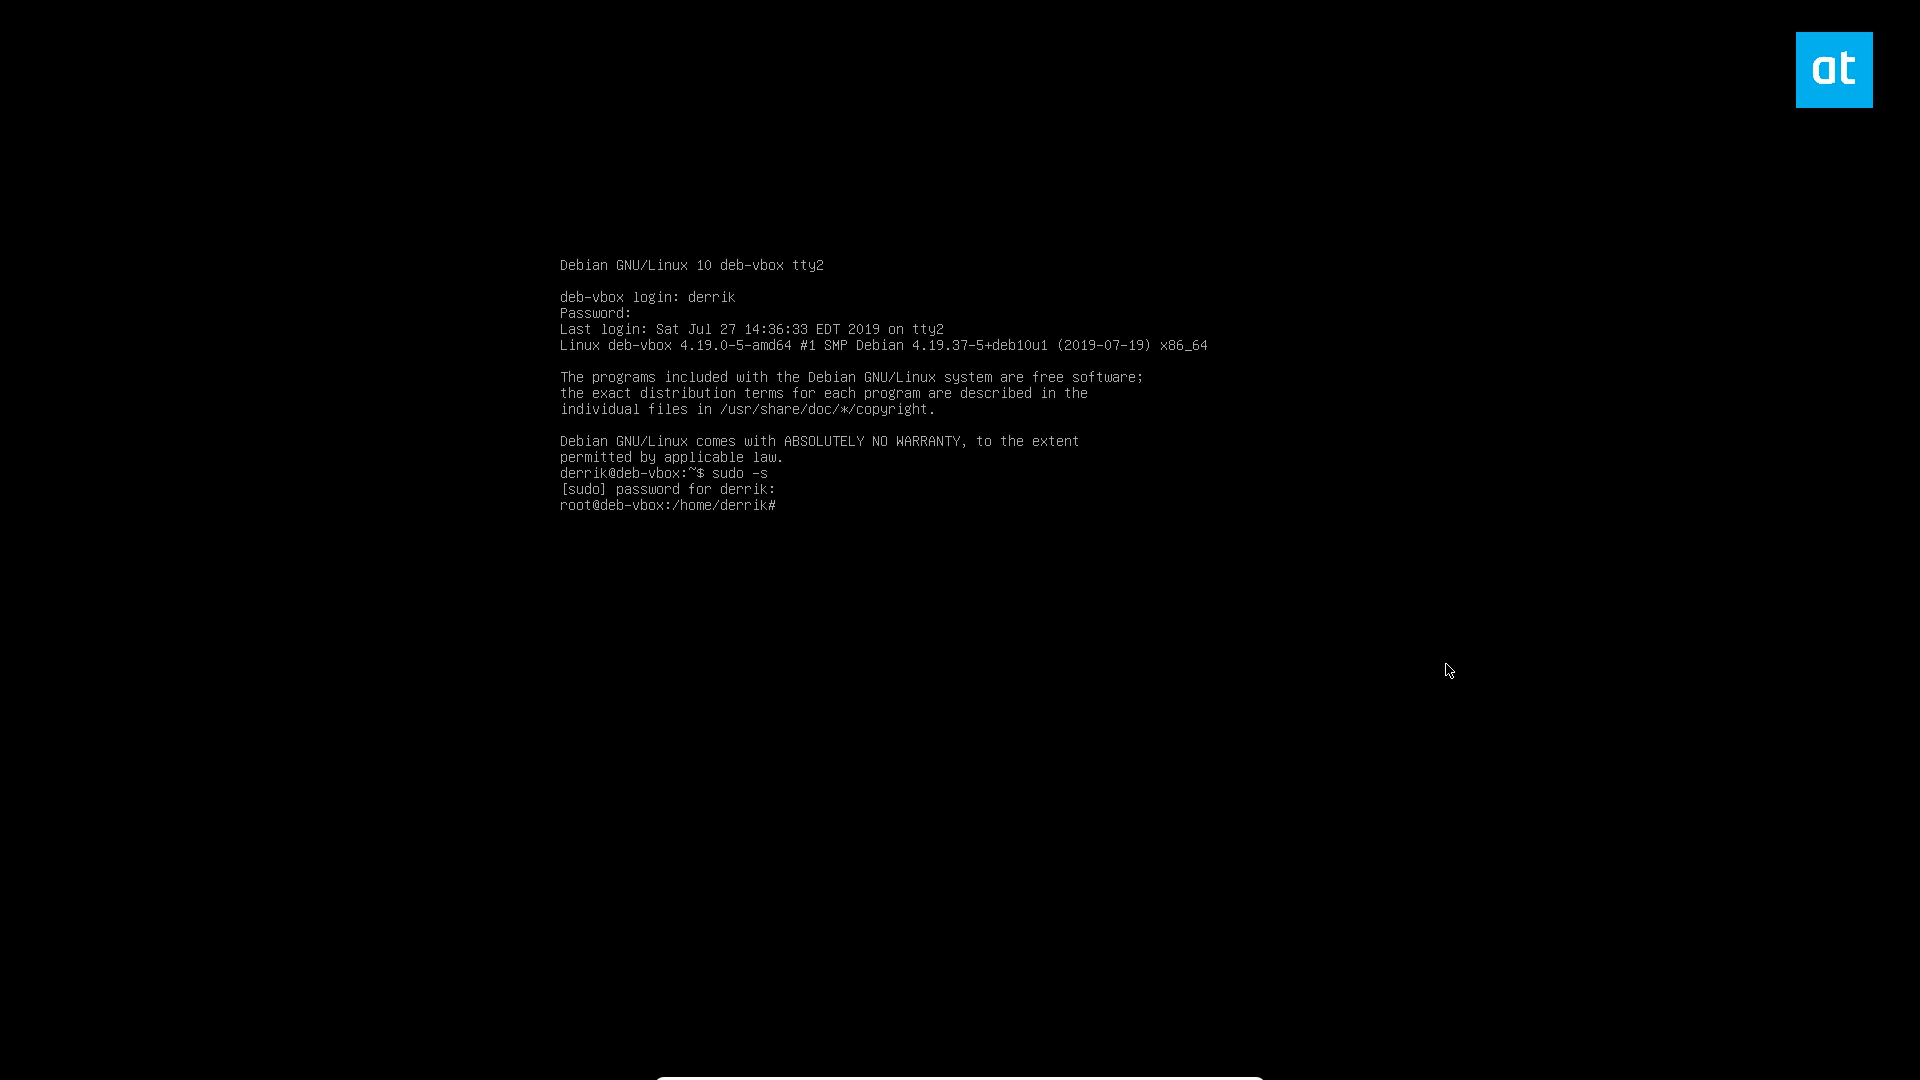 at
Debian GNU/Linux 10 deb-vbox tty2
deb-vbox login: derrik
Password:
Last login: Sat Jul 27 14:36:33 EDT 2019 on tty2
Linux deb-vbox 4.19.0-5-amd64 #1 SMP Debian 4.19.37-5+deb10u1 (2019-07-19) x86_64
The programs included with the Debian GNU/Linux system are free software;
the exact distribution terms for each program are described in the
individual files in /usr/share/doc/*/copyright.
Debian GNU/Linux comes with ABSOLUTELY NO WARRANTY, to the extent
permitted by applicable law.
derrik@deb-vbox:~$ sudo -s
[sudo] password for derrik:
root@deb-vbox:/home/derrik#